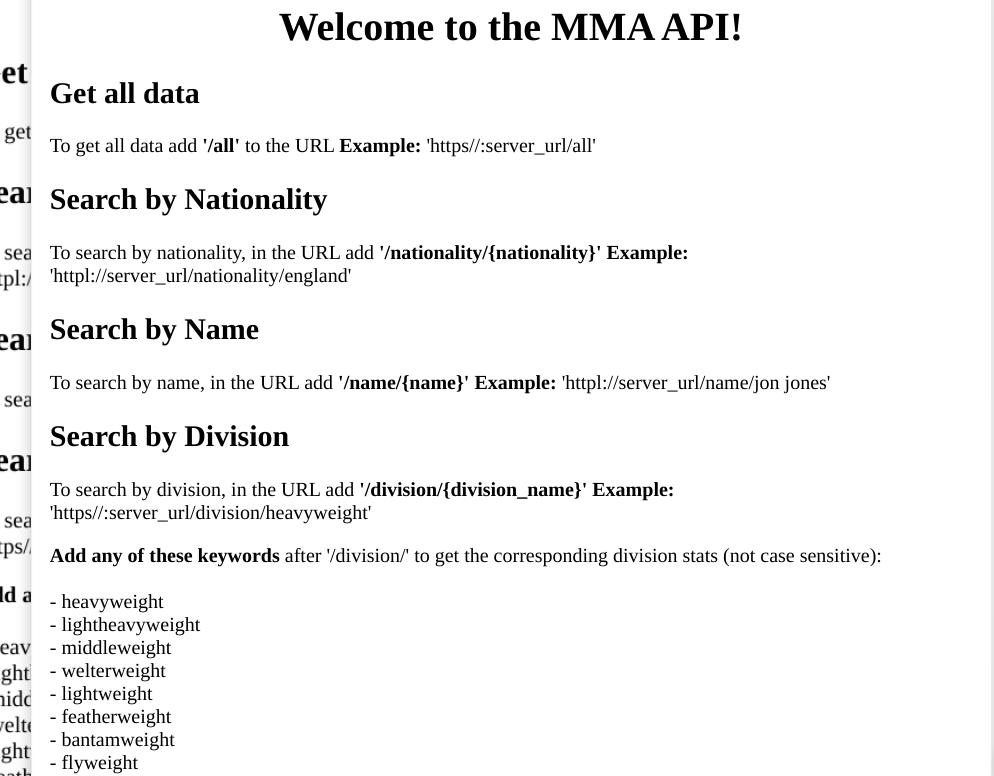 Welcome to the MMA API!
Get all data
To get all data add '/all' to the URL Example: 'https//:server_url/all'
Search by Nationality
To search by nationality, in the URL add '/nationality/{nationality}' Example:
'httpl://server_url/nationality/england'
Search by Name
To search by name, in the URL add '/name/{name}' Example: 'httpl://server_url/name/jon jones'
Search by Division
To search by division, in the URL add '/division/{division_name}' Example:
'https//:server_url/division/heavyweight'
Add any of these keywords after '/division/' to get the corresponding division stats (not case sensitive):
- heavyweight
- lightheavyweight
- middleweight
- welterweight
- lightweight
- featherweight
- bantamweight
- flyweight